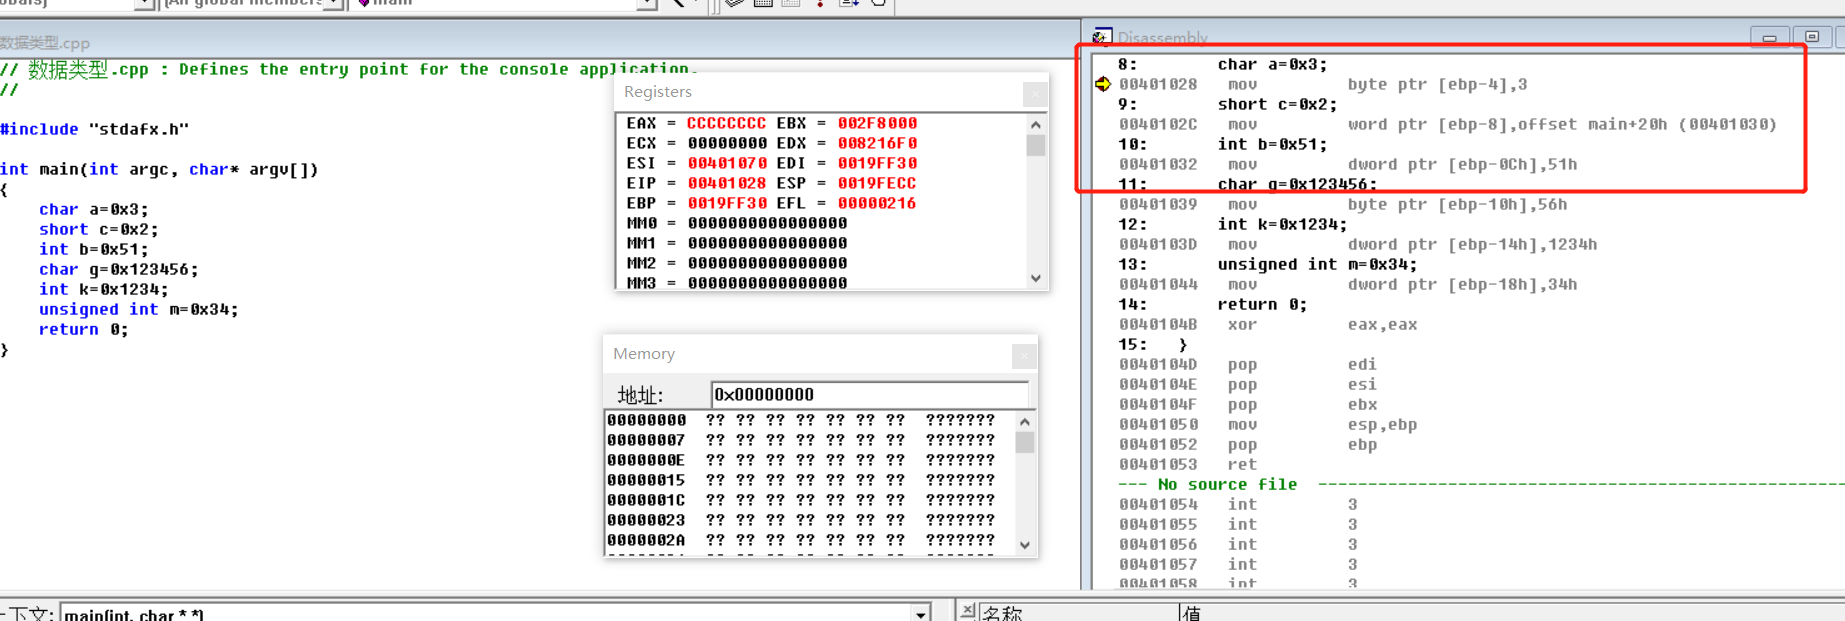 (All global members
main
数据类型.cpp
// 数据类型.cpp : Defines the entry point for the console application.
//
#include "stdafx.h"
int main(int argc, char* argv[])
{
char a=0x3;
short c=0x2;
int b=0x51;
char g=0x123456;
int k=0x1234;
unsigned int m=0x34;
return 0;
}
Registers
EAX = CCCCCCCC EBX = 002F8000
ECX = 00000000 EDX = 008216F0
ESI = 00401070 EDI = 0019FF30
EIP = 00401028 ESP = 0019FECC
EBP = 0019FF30 EFL = 00000216
MM0 = 0000000000000000
MM1 = 0000000000000000
MM2 = 0000000000000000
MM3 = 0000000000000000
Memory
地址: 0x00000000
00000000 ?? ?? ?? ?? ?? ?? ?? ???????
00000007 ?? ?? ?? ?? ?? ?? ?? ???????
0000000E ?? ?? ?? ?? ?? ?? ?? ???????
00000015 ?? ?? ?? ?? ?? ?? ?? ???????
0000001C ?? ?? ?? ?? ?? ?? ?? ???????
00000023 ?? ?? ?? ?? ?? ?? ?? ???????
0000002A ?? ?? ?? ?? ?? ?? ?? ???????
Disassembly
8: char a=0x3;
00401028 mov byte ptr [ebp-4],3
9: short c=0x2;
0040102C mov word ptr [ebp-8],offset main+20h (00401030)
10: int b=0x51;
00401032 mov dword ptr [ebp-0Ch],51h
11: char g=0x123456;
00401039 mov byte ptr [ebp-10h],56h
12: int k=0x1234;
0040103D mov dword ptr [ebp-14h],1234h
13: unsigned int m=0x34;
00401044 mov dword ptr [ebp-18h],34h
14: return 0;
0040104B xor eax,eax
15: }
0040104D pop edi
0040104E pop esi
0040104F pop ebx
00401050 mov esp,ebp
00401052 pop ebp
00401053 ret
--- No source file
00401054 int 3
00401055 int 3
00401056 int 3
00401057 int 3
00401058 int 3
上下文: main(int, char * *)
名称 值